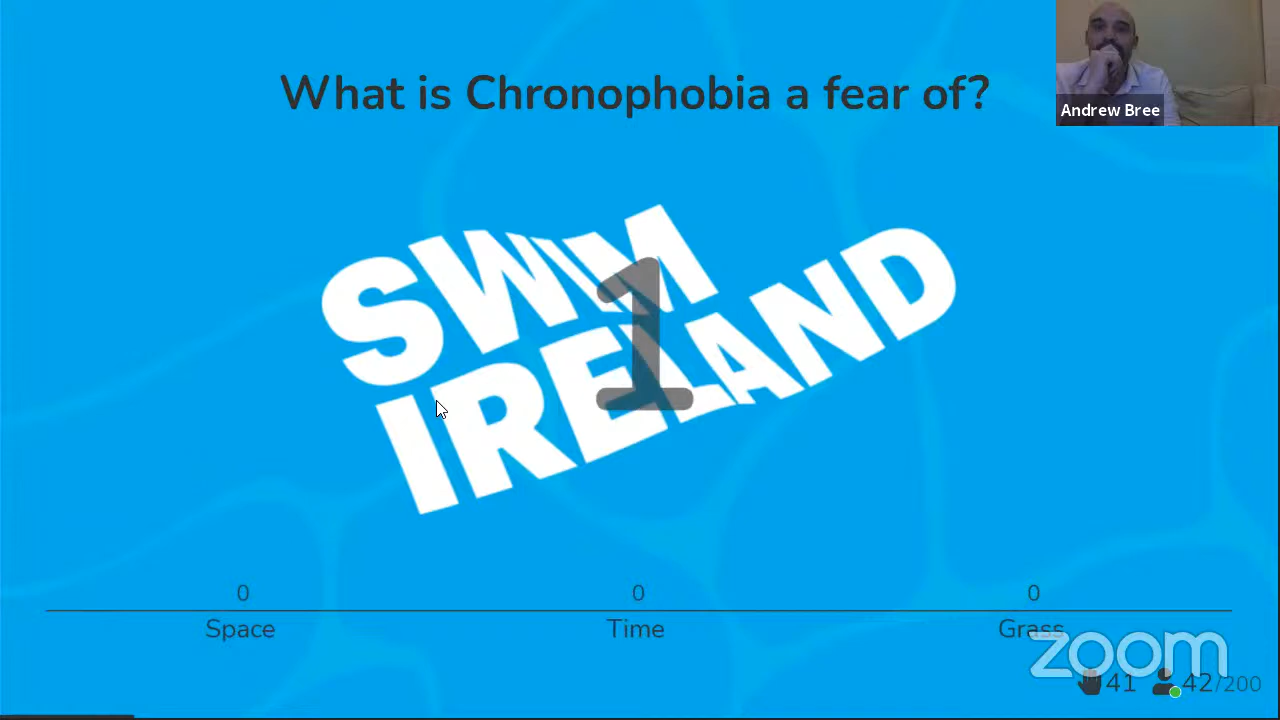 What is Chronophobia a fear of?
Andrew Bree
SWIM
IRELAND
1
0 0 0
Space Time Grass
zoom
41 42/200